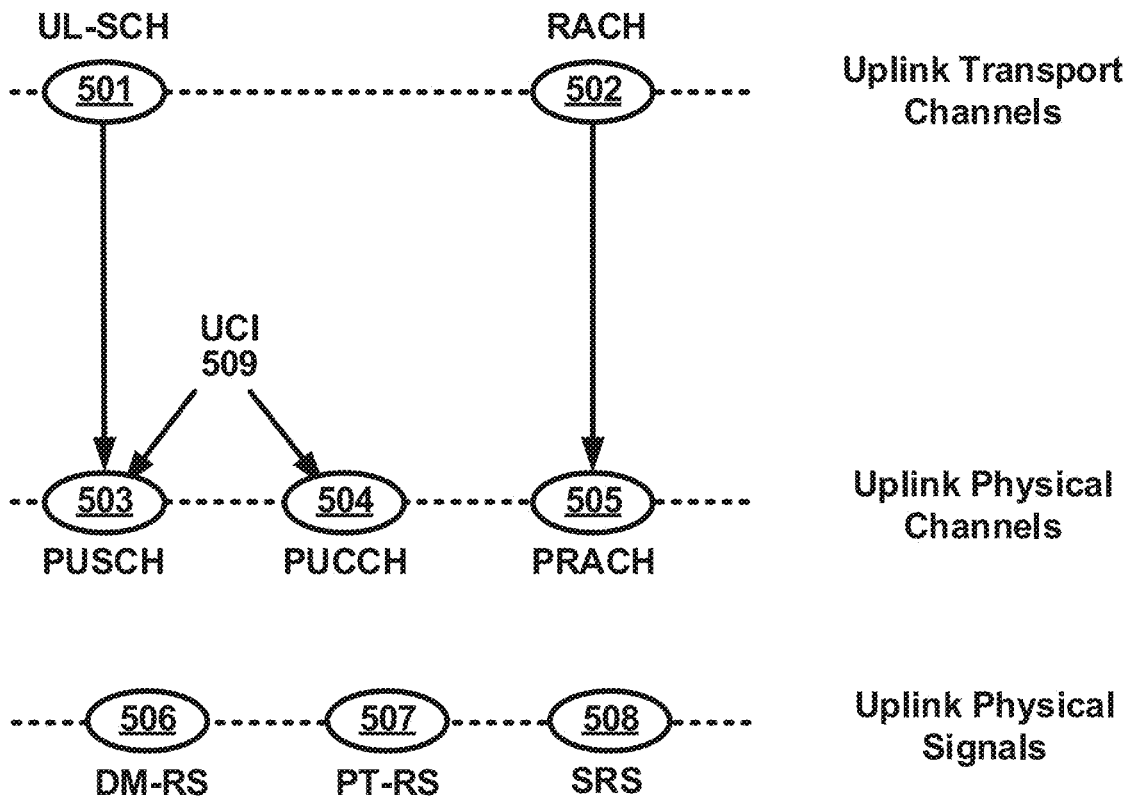 UL-SCH
RACH
501
502
Uplink Transport
Channels
UCI
509
503
504
505
Uplink Physical
Channels
PUSCH
PUCCH
PRACH
506
507
508
Uplink Physical
Signals
DM-RS
PT-RS
SRS